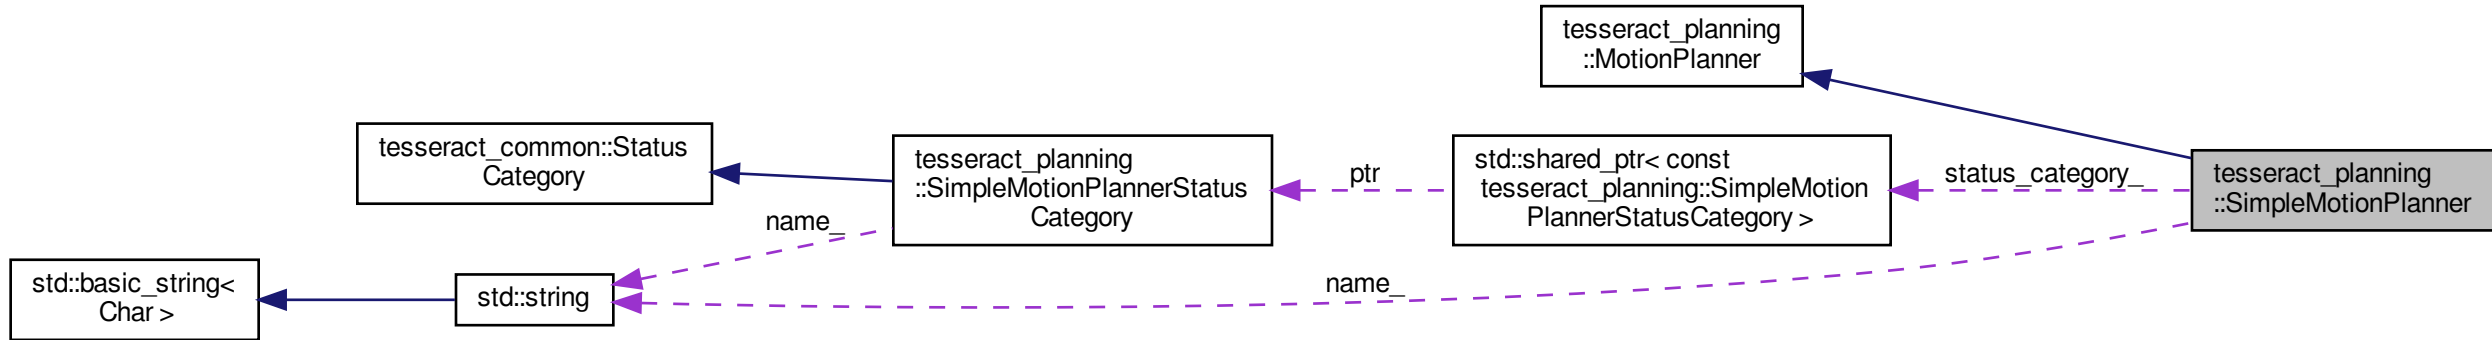 tesseract_planning
::MotionPlanner
tesseract_common::Status
Category
tesseract_planning
::SimpleMotionPlannerStatus
Category
ptr
std::shared_ptr< const
tesseract_planning::SimpleMotion
PlannerStatusCategory >
status_category_
tesseract_planning
::SimpleMotionPlanner
name_
std::basic_string<
Char >
std::string
name_